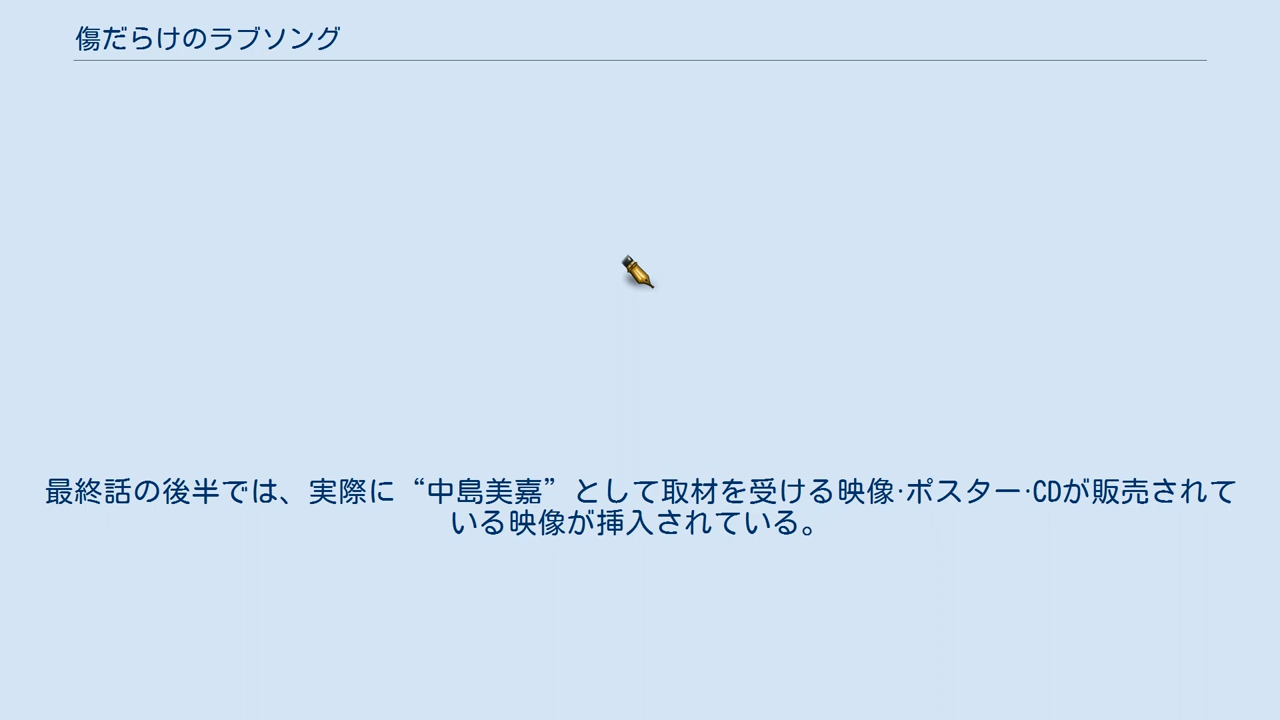 傷だらけのラブソング
最終話の後半では、実際に“中島美嘉”として取材を受ける映像·ポスター·CDが販売されて
いる映像が挿入されている。